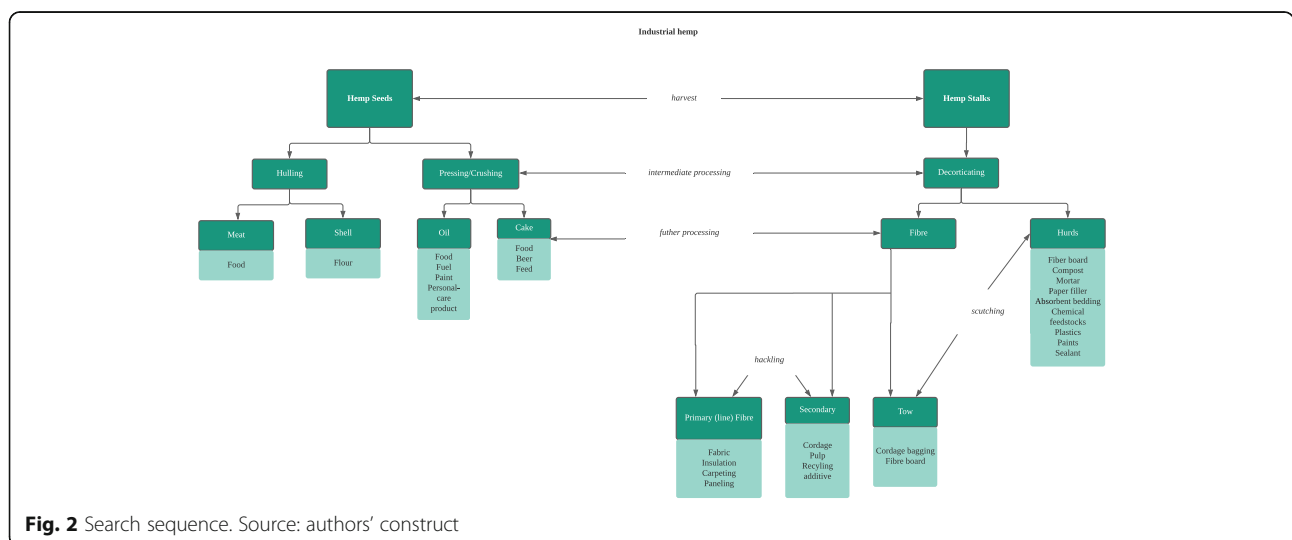 Industrial hemp
Hemp Seeds
harvest
Hemp Stalks
Hulling
Pressing/Crushing
intermediate processing
Decorticating
Meat
Food
Shell
Flour
Oil
Food
Fuel
Paint
Personal-
care
product
Cake
Food
Beer
Feed
futher processing
Fibre
Hurds
Fiber board
Compost
Mortar
Paper filler
Absorbent bedding
Chemical
feedstocks
Plastics
Paints
Sealant
scutching
hackling
Primary (line) Fibre
Fabric
Insulation
Carpeting
Paneling
Secondary
Cordage
Pulp
Recyling
additive
Tow
Cordage bagging
Fibre board
Fig. 2 Search sequence. Source: authors' construct